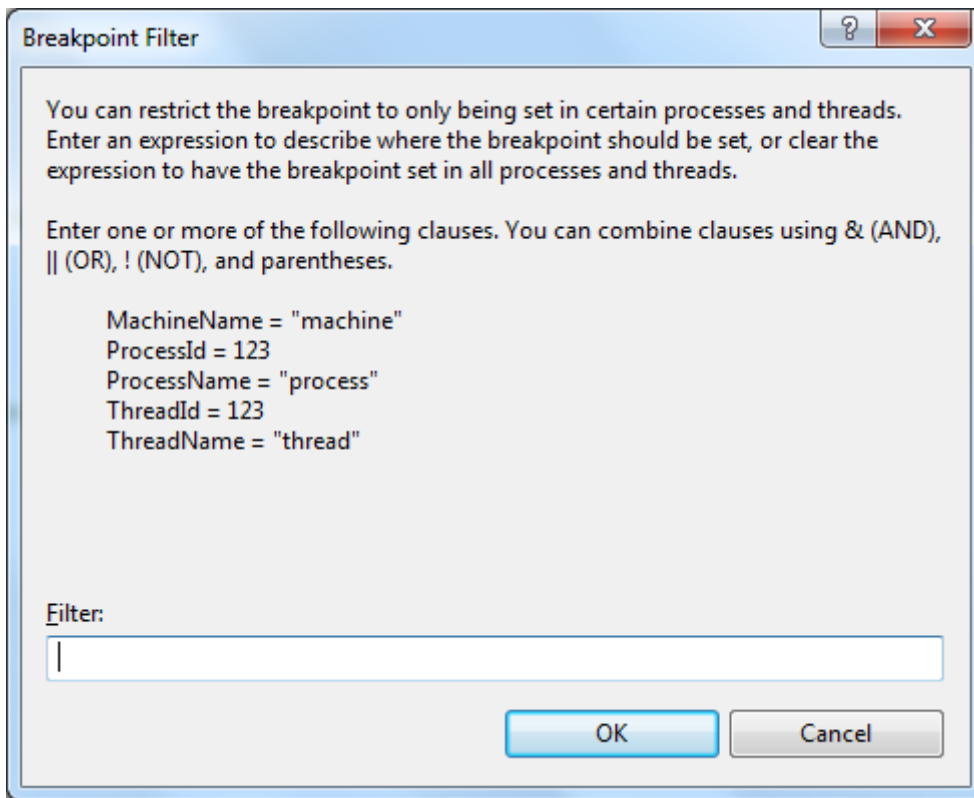 Breakpoint Filter
You can restrict the breakpoint to only being set in certain processes and threads.
Enter an expression to describe where the breakpoint should be set, or clear the
expression to have the breakpoint set in all processes and threads.
Enter one or more of the following clauses. You can combine clauses using & (AND),
|| (OR), ! (NOT), and parentheses.
MachineName = "machine"
ProcessId = 123
ProcessName = "process"
ThreadId = 123
ThreadName = "thread"
Filter:
OK Cancel